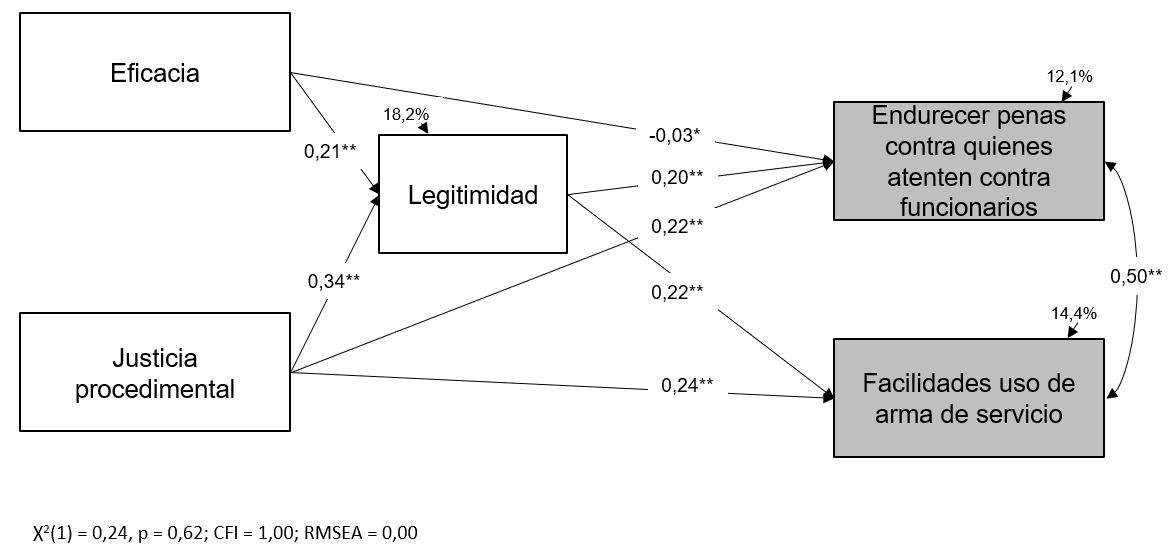 Eficacia
18,2%
0,21**
Legitimidad
0,34**
Justicia
procedimental
-0,03*
0,20**
0,22**
0,22**
0,24**
12,1%
Endurecer penas
contra quienes
atenten contra
funcionarios
0,50**
14,4%
Facilidades uso de
arma de servicio
χ²(1) = 0,24, p = 0,62; CFI = 1,00; RMSEA = 0,00